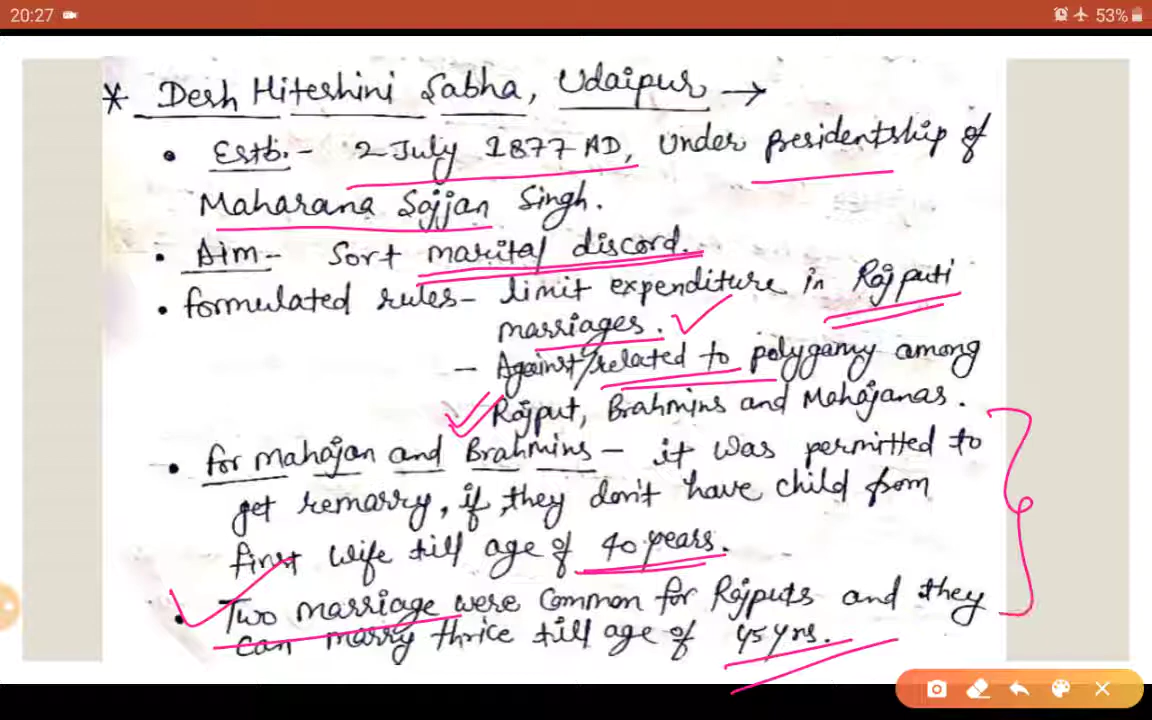 20:27
53%
* Desh Hiteshini Sabha, Udaipur →
• Estb.- 2 July 1877 AD, Under presidentship of
Maharana Sajjan Singh.
• Aim- Sort marital discord.
• formulated rules- limit expenditure in Rajputi
marriages.
- Against/related to polygamy among
Rajput, Brahmins and Mahajanas.
• for mahajan and Brahmins - it was permitted to
get remarry, if, they don't have child from
first wife till age of 40 years.
• Two marriage were common for Rajputs and they
can marry thrice till age of 45 yrs.